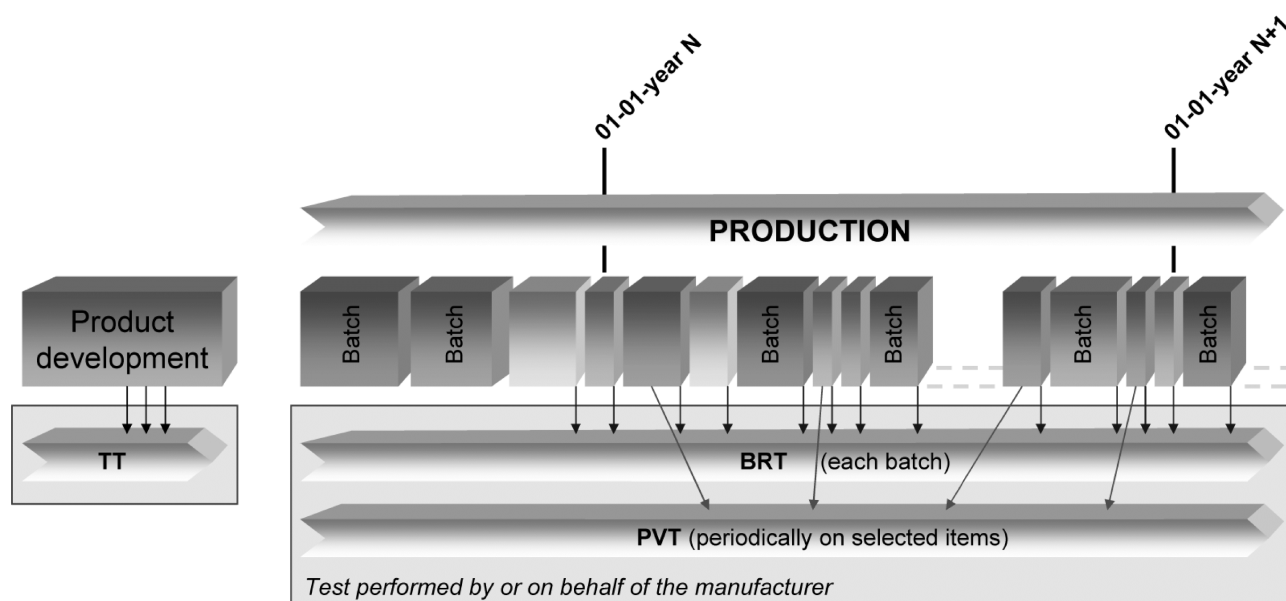 01-01-year N
01-01-year N+1
PRODUCTION
Product
development
Batch
Batch
Batch
Batch
Batch
Batch
TT
BRT (each batch)
PVT (periodically on selected items)
Test performed by or on behalf of the manufacturer